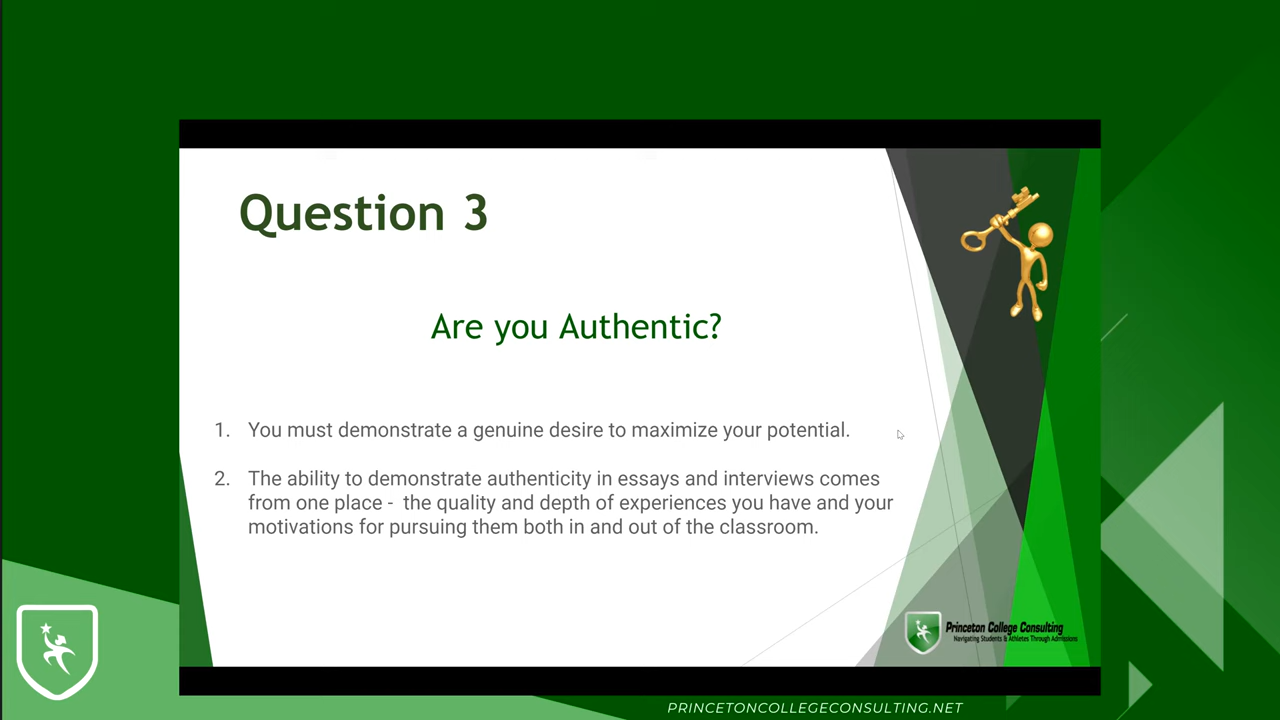 Question 3
Are you Authentic?
1. You must demonstrate a genuine desire to maximize your potential.
2. The ability to demonstrate authenticity in essays and interviews comes
from one place - the quality and depth of experiences you have and your
motivations for pursuing them both in and out of the classroom.
Princeton College Consulting
Navigating Students & Athletes Through Admissions
PRINCETONCOLLEGECONSULTING.NET